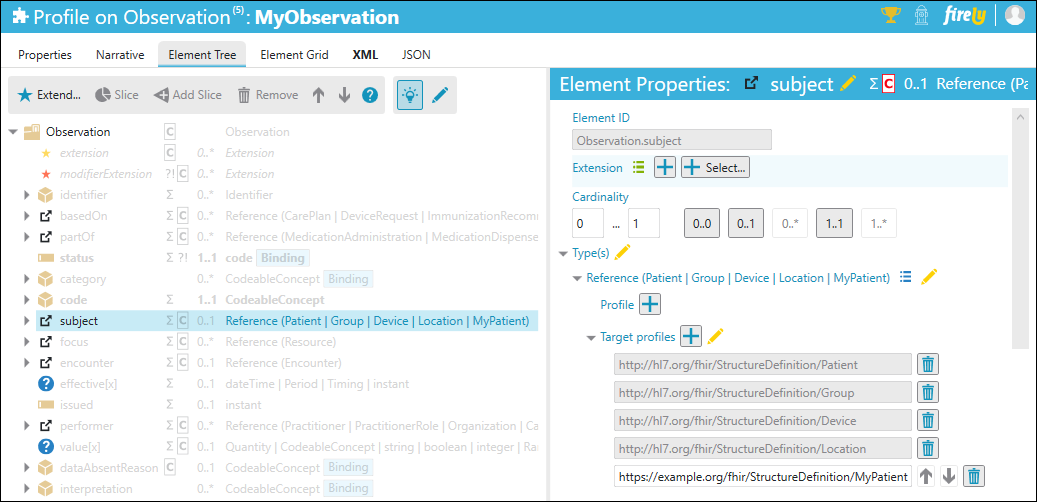 Profile on Observation(5): MyObservation
firely
Properties Narrative Element Tree Element Grid XML JSON
Extend... Slice Add Slice Remove ?
Observation C Observation
extension C 0..* Extension
modifierExtension ?! C 0..* Extension
identifier Σ 0..* Identifier
basedOn Σ 0..* Reference (CarePlan | DeviceRequest | ImmunizationRecom
partOf Σ 0..* Reference (MedicationAdministration | MedicationDispense
status Σ ?! 1..1 code Binding
category 0..* CodeableConcept Binding
code Σ 1..1 CodeableConcept
subject Σ C 0..1 Reference (Patient | Group | Device | Location | MyPatient)
focus Σ C 0..* Reference (Resource)
encounter Σ C 0..1 Reference (Encounter)
? effective[x] Σ 0..1 dateTime | Period | Timing | instant
issued Σ 0..1 instant
performer Σ C 0..* Reference (Practitioner | PractitionerRole | Organization | Ca
? value[x] Σ C 0..1 Quantity | CodeableConcept | string | boolean | integer | Ra
dataAbsentReason C 0..1 CodeableConcept Binding
interpretation 0..* CodeableConcept Binding
Element Properties: subject Σ C 0..1 Reference (Pa
Element ID
Observation.subject
Extension Select...
Cardinality
0 ... 1 0..0 0..1 0..* 1..1 1..*
Type(s)
Reference (Patient | Group | Device | Location | MyPatient)
Profile
Target profiles
http://hl7.org/fhir/StructureDefinition/Patient
http://hl7.org/fhir/StructureDefinition/Group
http://hl7.org/fhir/StructureDefinition/Device
http://hl7.org/fhir/StructureDefinition/Location
https://example.org/fhir/StructureDefinition/MyPatient